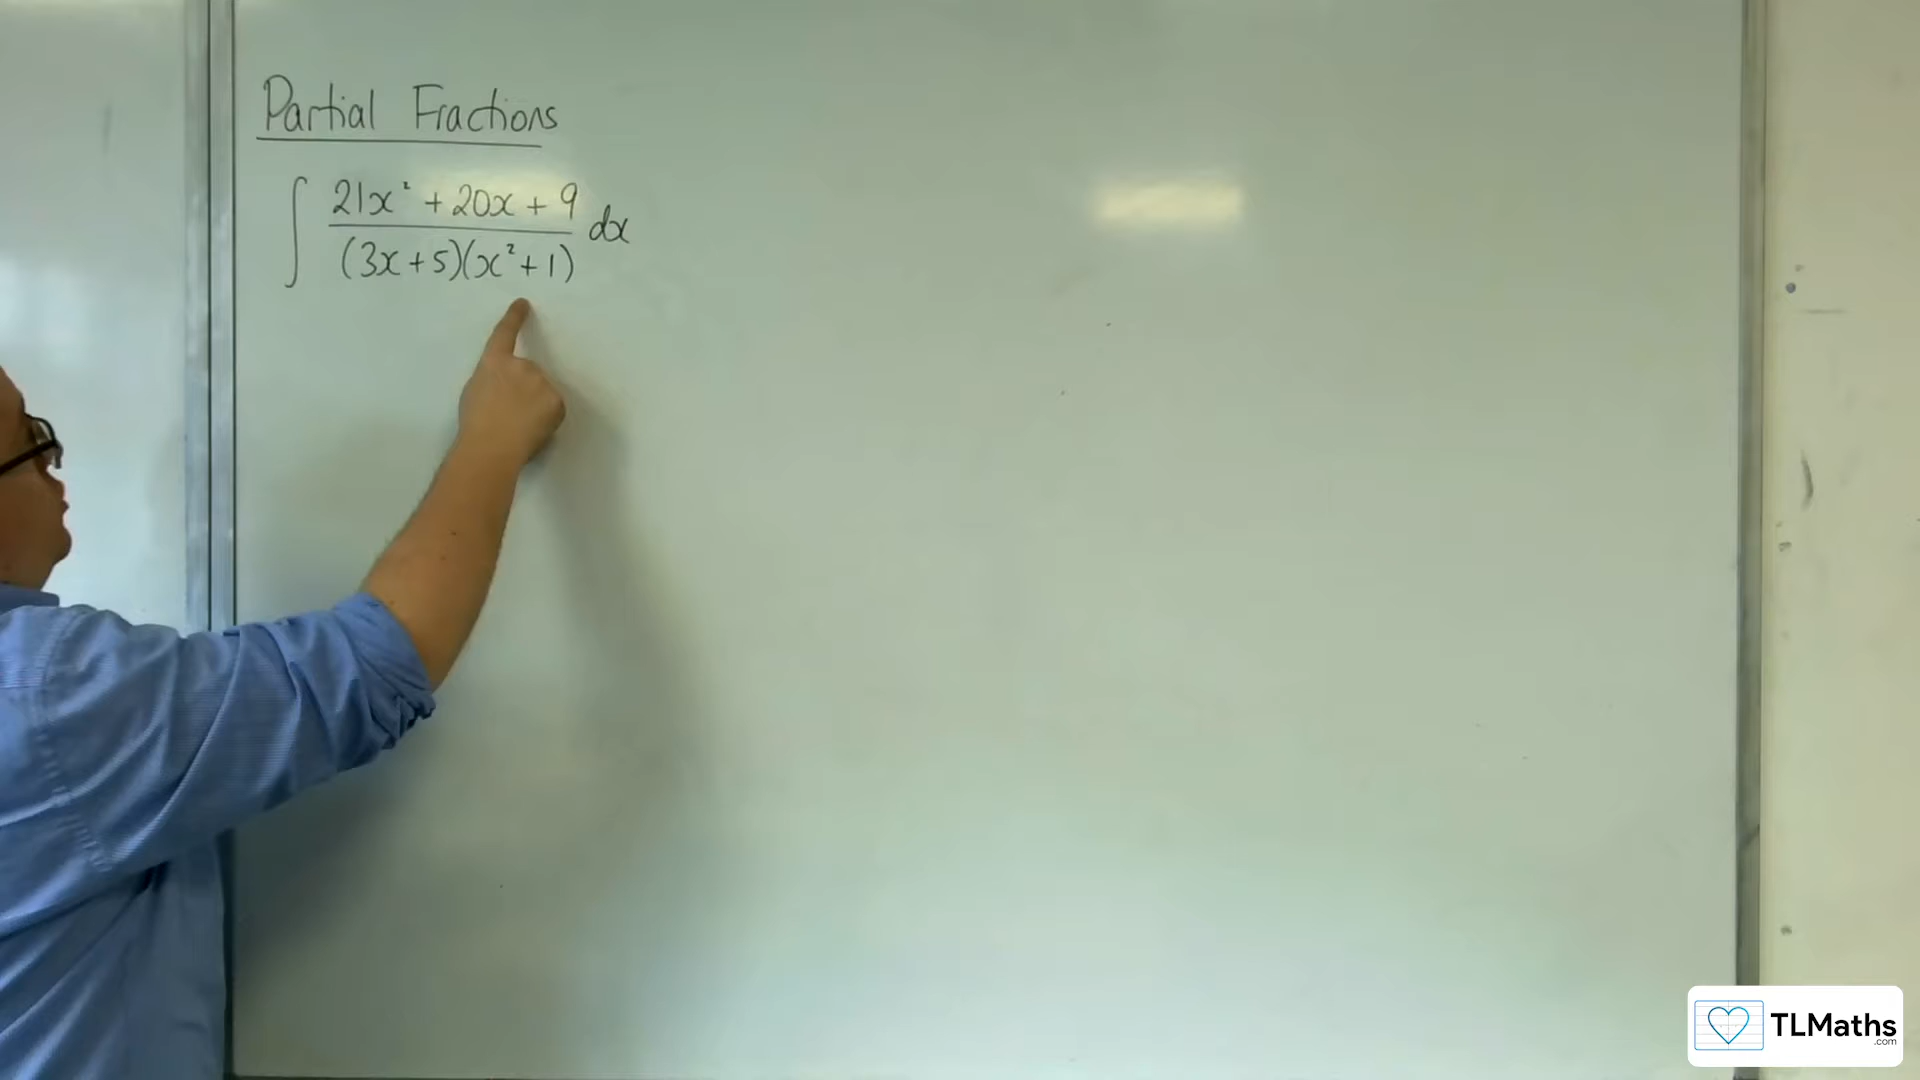 Partial Fractions
∫ (21x² + 20x + 9)/((3x+5)(x²+1)) dx
TLMaths
.com